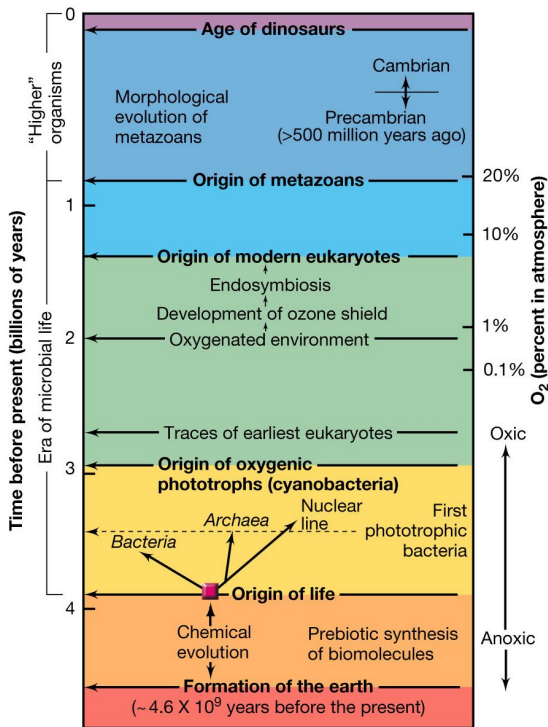 0
Age of dinosaurs
"Higher"
organisms
Morphological
evolution of
metazoans
Cambrian
Precambrian
(>500 million years ago)
Origin of metazoans
20%
1
10%
Origin of modern eukaryotes
Endosymbiosis
Development of ozone shield
1%
2
Oxygenated environment
0.1%
Time before present (billions of years)
Era of microbial life
O2 (percent in atmosphere)
Traces of earliest eukaryotes
Oxic
3
Origin of oxygenic
phototrophs (cyanobacteria)
Nuclear
line
Archaea
Bacteria
First
phototrophic
bacteria
Origin of life
4
Chemical
evolution
Prebiotic synthesis
of biomolecules
Anoxic
Formation of the earth
(~4.6 X 10⁹ years before the present)